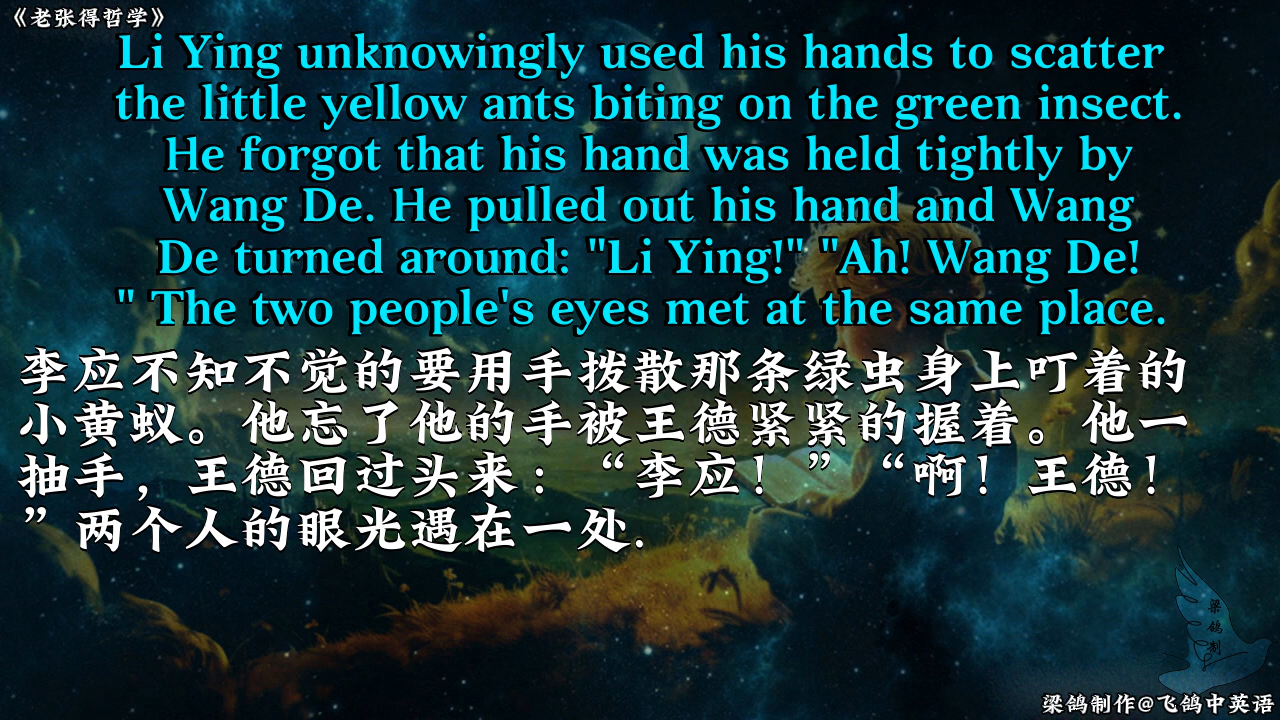 《老张得哲学》
Li Ying unknowingly used his hands to scatter
the little yellow ants biting on the green insect.
He forgot that his hand was held tightly by
Wang De. He pulled out his hand and Wang
De turned around: "Li Ying!" "Ah! Wang De!
" The two people's eyes met at the same place.
李应不知不觉的要用手拨散那条绿虫身上叮着的
小黄蚁。他忘了他的手被王德紧紧的握着。他一
抽手，王德回过头来：“李应！”“啊！王德！
”两个人的眼光遇在一处.
梁鸽制
梁鸽制作@飞鸽中英语